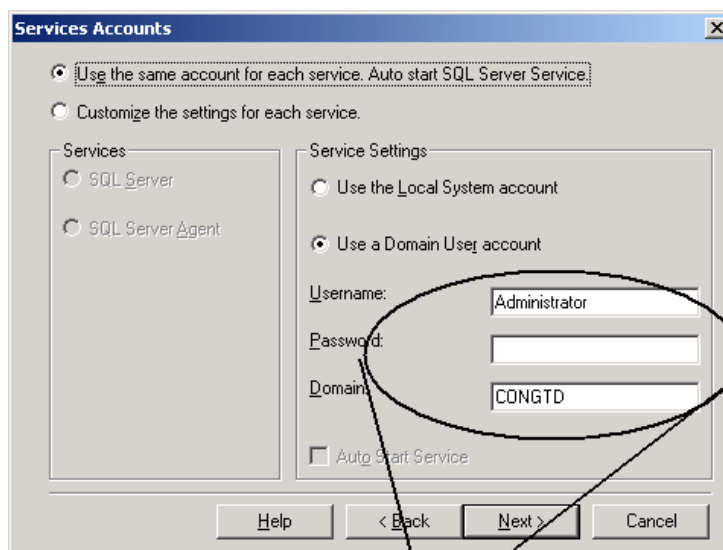 Services Accounts
Use the same account for each service. Auto start SQL Server Service.
Customize the settings for each service.
Services
SQL Server
SQL Server Agent
Service Settings
Use the Local System account
Use a Domain User account
Username:
Administrator
Password:
Domain:
CONGTD
Auto Start Service
Help
< Back
Next >
Cancel